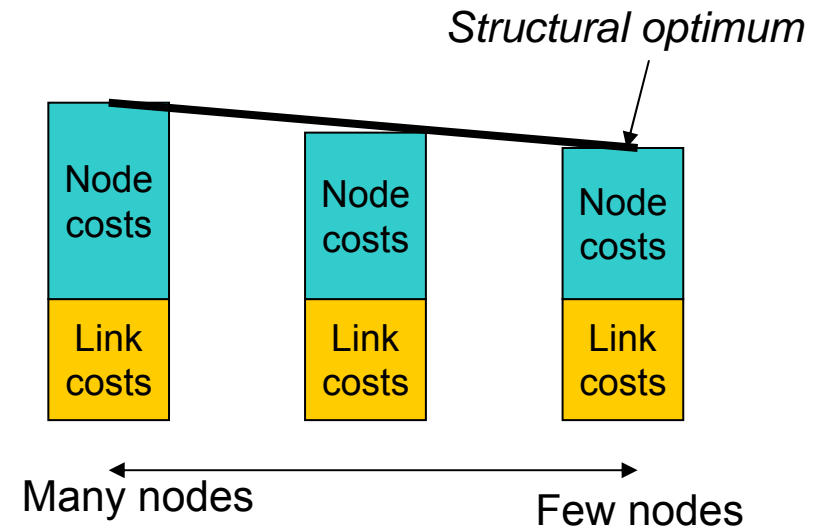 Structural optimum
Node
costs
Node
costs
Node
costs
Link
costs
Link
costs
Link
costs
Many nodes
Few nodes